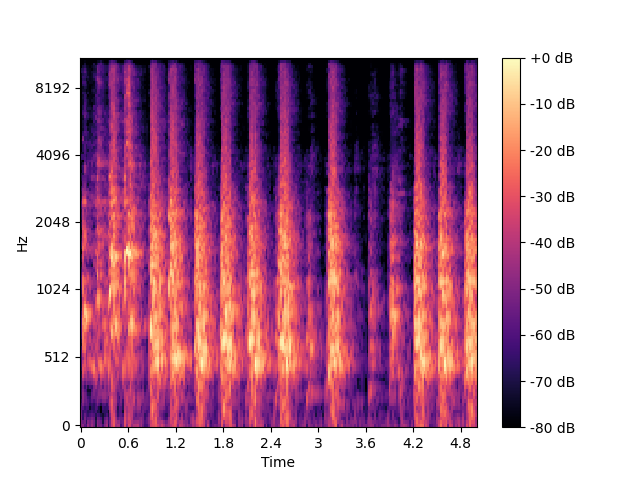 +0 dB
8192
-10 dB
4096
-20 dB
-30 dB
2048
Hz
-40 dB
1024
-50 dB
-60 dB
512
-70 dB
0
-80 dB
0 0.6 1.2 1.8 2.4 3 3.6 4.2 4.8
Time